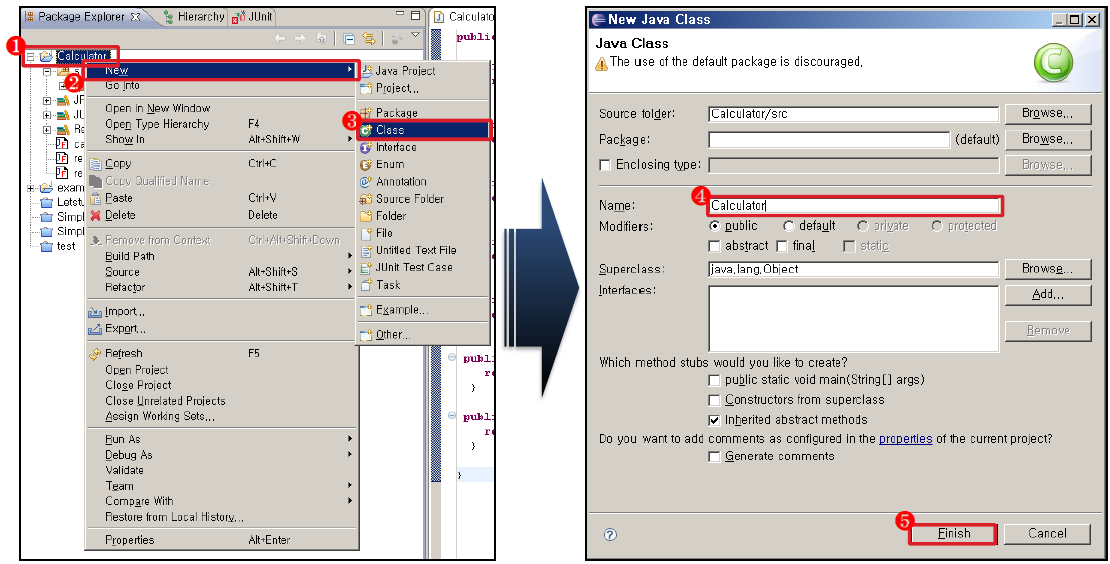 Package Explorer
Hierarchy
JUnit
Calculato
public
1
Calculator
2
New
Go Into
Open in New Window
Open Type Hierarchy F4
Show In Alt+Shift+W
Copy Ctrl+C
Copy Qualified Name
Paste Ctrl+V
Delete Delete
Remove from Context Ctrl+Alt+Shift+Down
Build Path
Source Alt+Shift+S
Refactor Alt+Shift+T
Import...
Export...
Refresh F5
Open Project
Close Project
Close Unrelated Projects
Assign Working Sets...
Run As
Debug As
Validate
Team
Compare With
Restore from Local History...
Properties Alt+Enter
s
JF
JU
Re
ca
re
re
exam
Letstu
Simpl
Simpl
test
Java Project
Project...
Package
3
Class
Interface
Enum
Annotation
Source Folder
Folder
File
Untitled Text File
JUnit Test Case
Task
Example...
Other...
publi
re
}
publi
re
}
}
New Java Class
Java Class
The use of the default package is discouraged.
C
Source folder: Calculator/src Browse...
Package: (default) Browse...
Enclosing type: Browse...
4
Name: Calculator
Modifiers: public default private protected
abstract final static
Superclass: java.lang.Object Browse...
Interfaces: Add...
Remove
Which method stubs would you like to create?
public static void main(String[] args)
Constructors from superclass
Inherited abstract methods
Do you want to add comments as configured in the properties of the current project?
Generate comments
5
? Finish Cancel